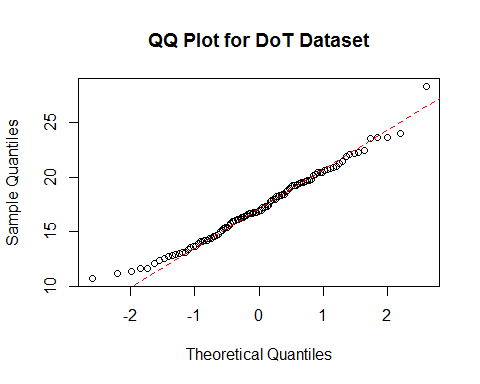 QQ Plot for DoT Dataset
Sample Quantiles
25
20
15
10
-2 -1 0 1 2
Theoretical Quantiles